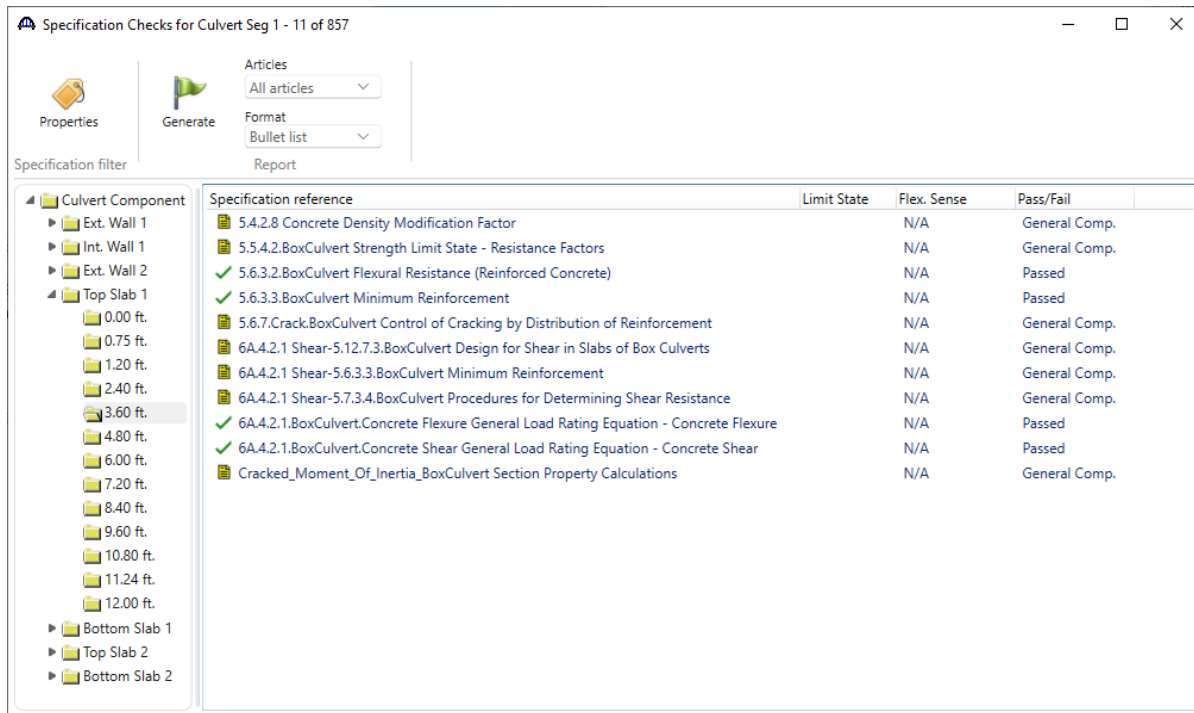 Specification Checks for Culvert Seg 1 - 11 of 857
Properties
Generate
Articles
All articles
Format
Bullet list
Specification filter
Report
Culvert Component
Ext. Wall 1
Int. Wall 1
Ext. Wall 2
Top Slab 1
0.00 ft.
0.75 ft.
1.20 ft.
2.40 ft.
3.60 ft.
4.80 ft.
6.00 ft.
7.20 ft.
8.40 ft.
9.60 ft.
10.80 ft.
11.24 ft.
12.00 ft.
Bottom Slab 1
Top Slab 2
Bottom Slab 2
Specification reference Limit State Flex. Sense Pass/Fail
5.4.2.8 Concrete Density Modification Factor N/A General Comp.
5.5.4.2.BoxCulvert Strength Limit State - Resistance Factors N/A General Comp.
5.6.3.2.BoxCulvert Flexural Resistance (Reinforced Concrete) N/A Passed
5.6.3.3.BoxCulvert Minimum Reinforcement N/A Passed
5.6.7.Crack.BoxCulvert Control of Cracking by Distribution of Reinforcement N/A General Comp.
6A.4.2.1 Shear-5.12.7.3.BoxCulvert Design for Shear in Slabs of Box Culverts N/A General Comp.
6A.4.2.1 Shear-5.6.3.3.BoxCulvert Minimum Reinforcement N/A General Comp.
6A.4.2.1 Shear-5.7.3.4.BoxCulvert Procedures for Determining Shear Resistance N/A General Comp.
6A.4.2.1.BoxCulvert.Concrete Flexure General Load Rating Equation - Concrete Flexure N/A Passed
6A.4.2.1.BoxCulvert.Concrete Shear General Load Rating Equation - Concrete Shear N/A Passed
Cracked_Moment_Of_Inertia_BoxCulvert Section Property Calculations N/A General Comp.